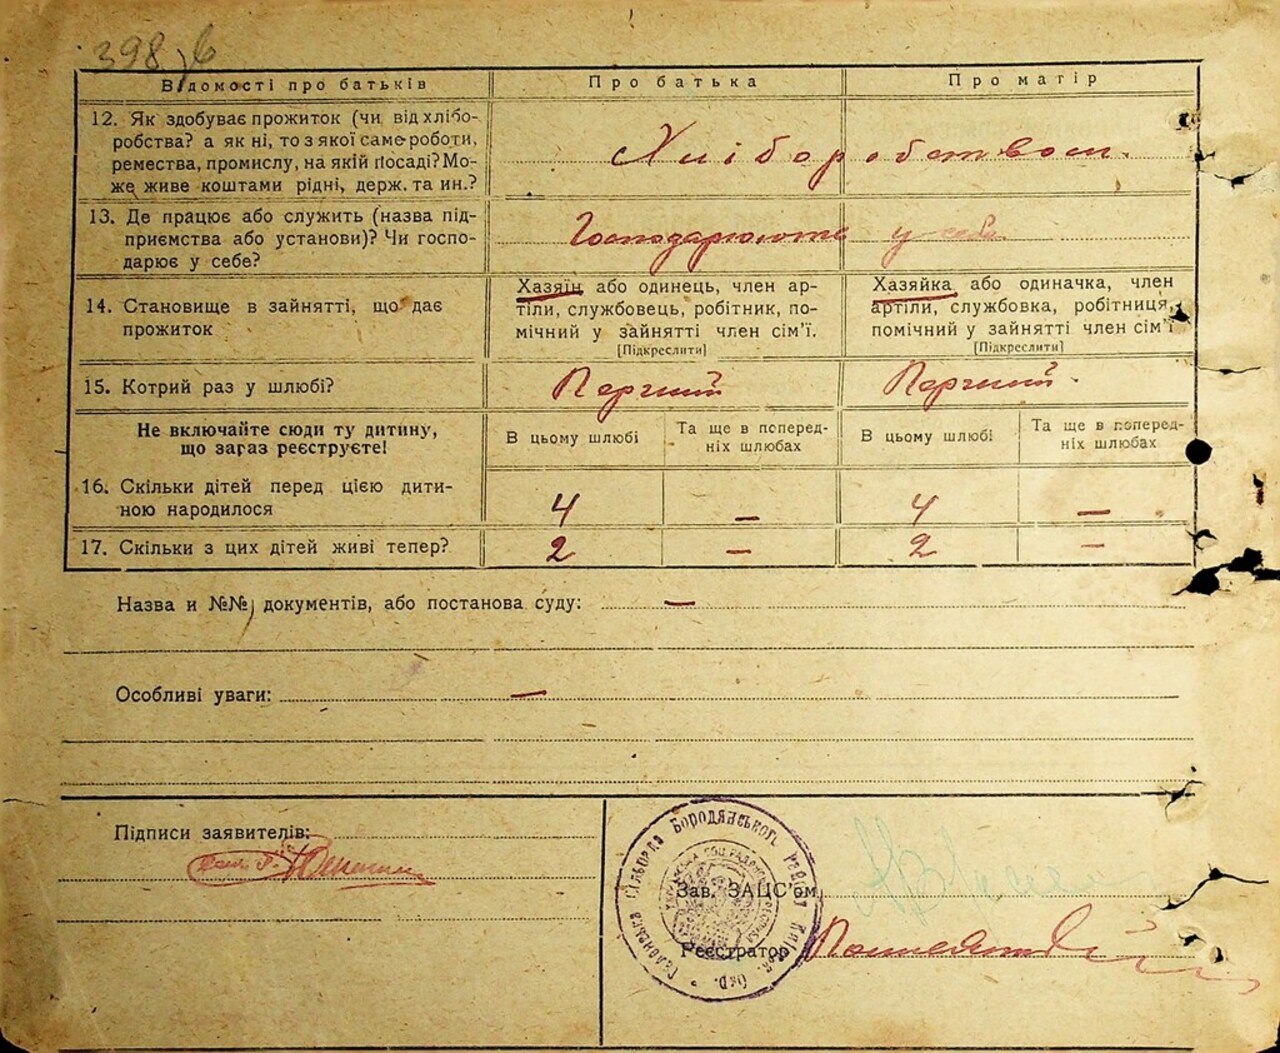 398 б
Відомості про батьків
Про батька
Про матір
12. Як здобуває прожиток (чи від хлібо-
робства? а як ні, то з якої саме роботи,
ремества, промислу, на якій посаді? Мо-
же живе коштами рідні, держ. та ин.?
Хліборобством.
13. Де працює або служить (назва під-
приємства або установи)? Чи госпо-
дарює у себе?
Господарюють у себе
14. Становище в зайнятті, що дає
прожиток
Хазяїн або одинець, член ар-
тіли, службовець, робітник, по-
мічний у зайнятті член сім'ї.
[Підкреслити]
Хазяйка або одиначка, член
артіли, службовка, робітниця,
помічний у зайнятті член сім'ї
[Підкреслити]
15. Котрий раз у шлюбі?
Перший
Перший
Не включайте сюди ту дитину,
що зараз реєструєте!
В цьому шлюбі
Та ще в поперед-
ніх шлюбах
В цьому шлюбі
Та ще в поперед-
ніх шлюбах
16. Скільки дітей перед цією дити-
ною народилося
4 — 4 —
17. Скільки з цих дітей живі тепер?
2 — 2 —
Назва и №№ документів, або постанова суду: —
Особливі уваги: —
Підписи заявителів:
Сільрада Бородянського Району Київськ. Окр.
Зав. ЗАЦС'ом
Реєстратор